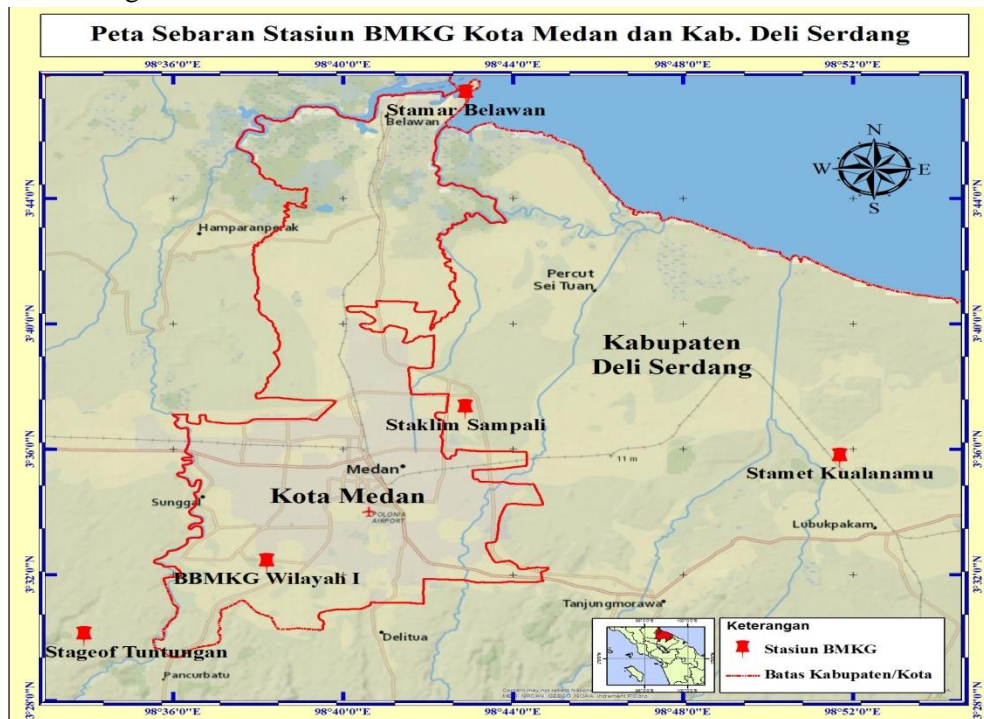 Peta Sebaran Stasiun BMKG Kota Medan dan Kab. Deli Serdang
98°36'0"E 98°40'0"E 98°44'0"E 98°48'0"E 98°52'0"E
Stamar Belawan
Belawan
N
W E
S
3°44'0"N 3°44'0"N
Hamparanperak
Percut
Sei Tuan
3°40'0"N 3°40'0"N
Kabupaten
Deli Serdang
Staklim Sampali
3°36'0"N 3°36'0"N
11 m
Medan
Stamet Kualanamu
Kota Medan
Sunggal
POLONIA
AIRPORT
Lubukpakam
BBMKG Wilayah I
3°32'0"N 3°32'0"N
Tanjungmorawa
Delitua
Stageof Tuntungan
Pancurbatu
Keterangan
Stasiun BMKG
Batas Kabupaten/Kota
3°28'0"N 3°28'0"N
98°36'0"E 98°40'0"E 98°44'0"E 98°48'0"E 98°52'0"E